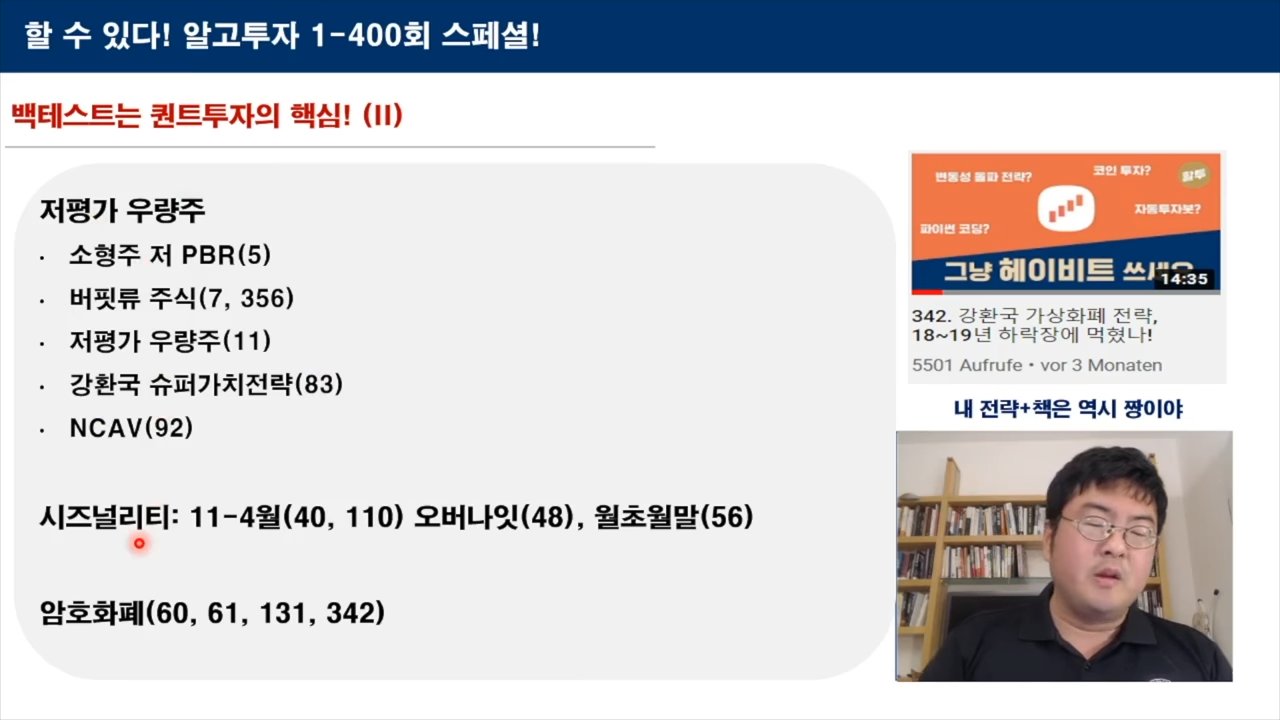 할 수 있다! 알고투자 1-400회 스페셜!
백테스트는 퀀트투자의 핵심! (II)
저평가 우량주
· 소형주 저 PBR(5)
· 버핏류 주식(7, 356)
· 저평가 우량주(11)
· 강환국 슈퍼가치전략(83)
· NCAV(92)
시즈널리티: 11-4월(40, 110) 오버나잇(48), 월초월말(56)
암호화폐(60, 61, 131, 342)
변동성 돌파 전략?
코인 투자?
할투
자동투자봇?
파이썬 코딩?
그냥 헤이비트 쓰세요
14:35
342. 강환국 가상화폐 전략,
18~19년 하락장에 먹혔나!
5501 Aufrufe • vor 3 Monaten
내 전략+책은 역시 짱이야